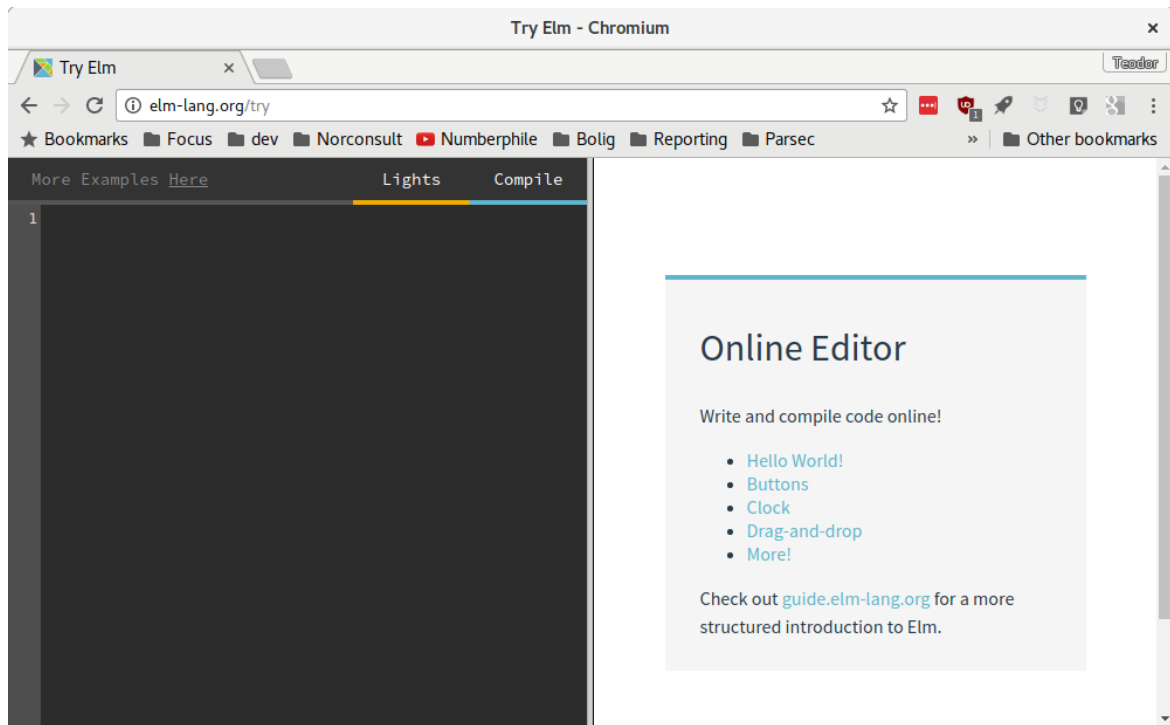 Try Elm - Chromium
Try Elm
Teodor
elm-lang.org/try
1
Bookmarks Focus dev Norconsult Numberphile Bolig Reporting Parsec » Other bookmarks
More Examples Here Lights Compile
1
Online Editor
Write and compile code online!
Hello World!
Buttons
Clock
Drag-and-drop
More!
Check out guide.elm-lang.org for a more
structured introduction to Elm.